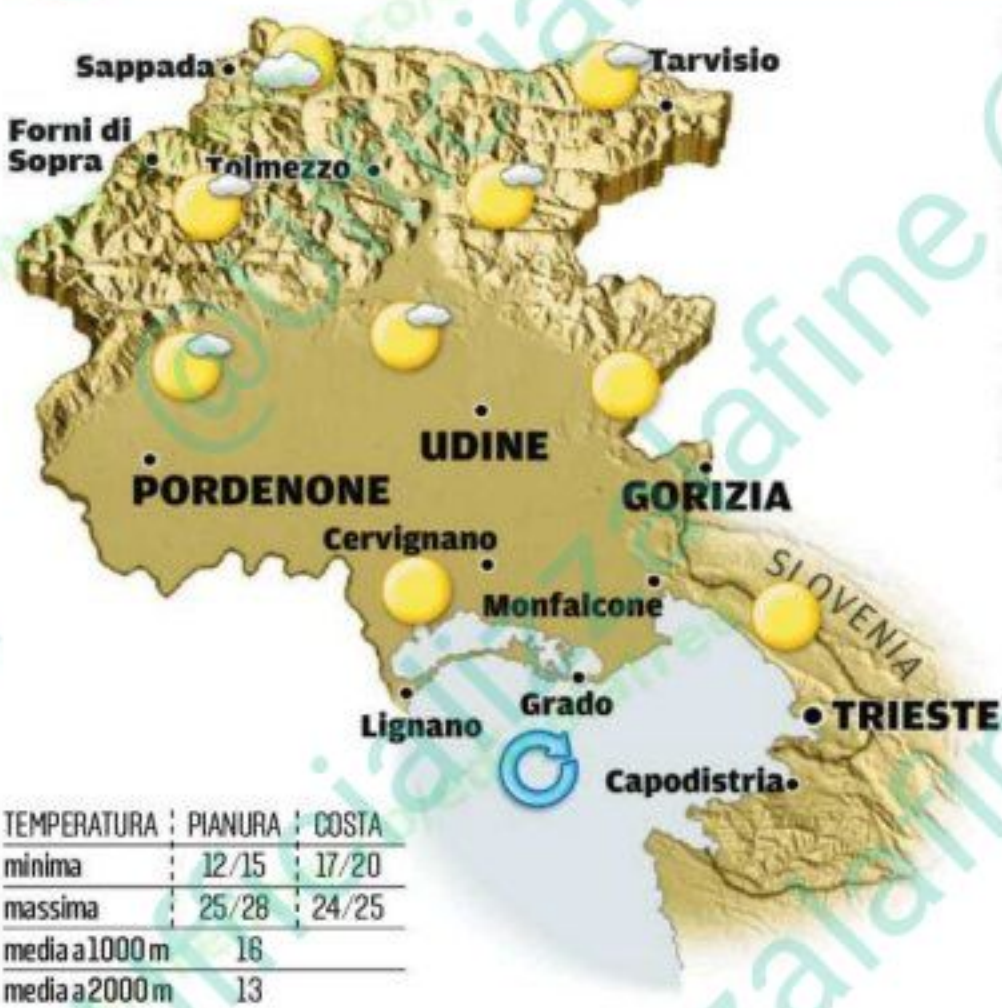 Sappada
Tarvisio
Forni di
Sopra
Tolmezzo
UDINE
PORDENONE
GORIZIA
Cervignano
SLOVENIA
Monfalcone
Grado
Lignano
TRIESTE
Capodistria
TEMPERATURA PIANURA COSTA
minima 12/15 17/20
massima 25/28 24/25
media a 1000 m 16
media a 2000 m 13